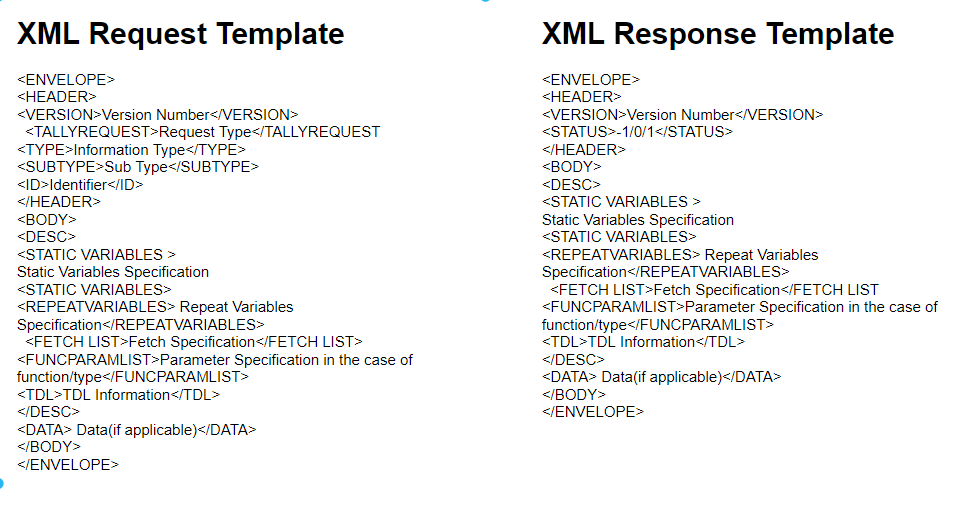 XML Request Template
<ENVELOPE>
<HEADER>
<VERSION>Version Number</VERSION>
<TALLYREQUEST>Request Type</TALLYREQUEST
<TYPE>Information Type</TYPE>
<SUBTYPE>Sub Type</SUBTYPE>
<ID>Identifier</ID>
</HEADER>
<BODY>
<DESC>
<STATIC VARIABLES >
Static Variables Specification
<STATIC VARIABLES>
<REPEATVARIABLES> Repeat Variables
Specification</REPEATVARIABLES>
<FETCH LIST>Fetch Specification</FETCH LIST>
<FUNCPARAMLIST>Parameter Specification in the case of
function/type</FUNCPARAMLIST>
<TDL>TDL Information</TDL>
</DESC>
<DATA> Data(if applicable)</DATA>
</BODY>
</ENVELOPE>
XML Response Template
<ENVELOPE>
<HEADER>
<VERSION>Version Number</VERSION>
<STATUS>-1/0/1</STATUS>
</HEADER>
<BODY>
<DESC>
<STATIC VARIABLES >
Static Variables Specification
<STATIC VARIABLES>
<REPEATVARIABLES> Repeat Variables
Specification</REPEATVARIABLES>
<FETCH LIST>Fetch Specification</FETCH LIST
<FUNCPARAMLIST>Parameter Specification in the case of
function/type</FUNCPARAMLIST>
<TDL>TDL Information</TDL>
</DESC>
<DATA> Data(if applicable)</DATA>
</BODY>
</ENVELOPE>